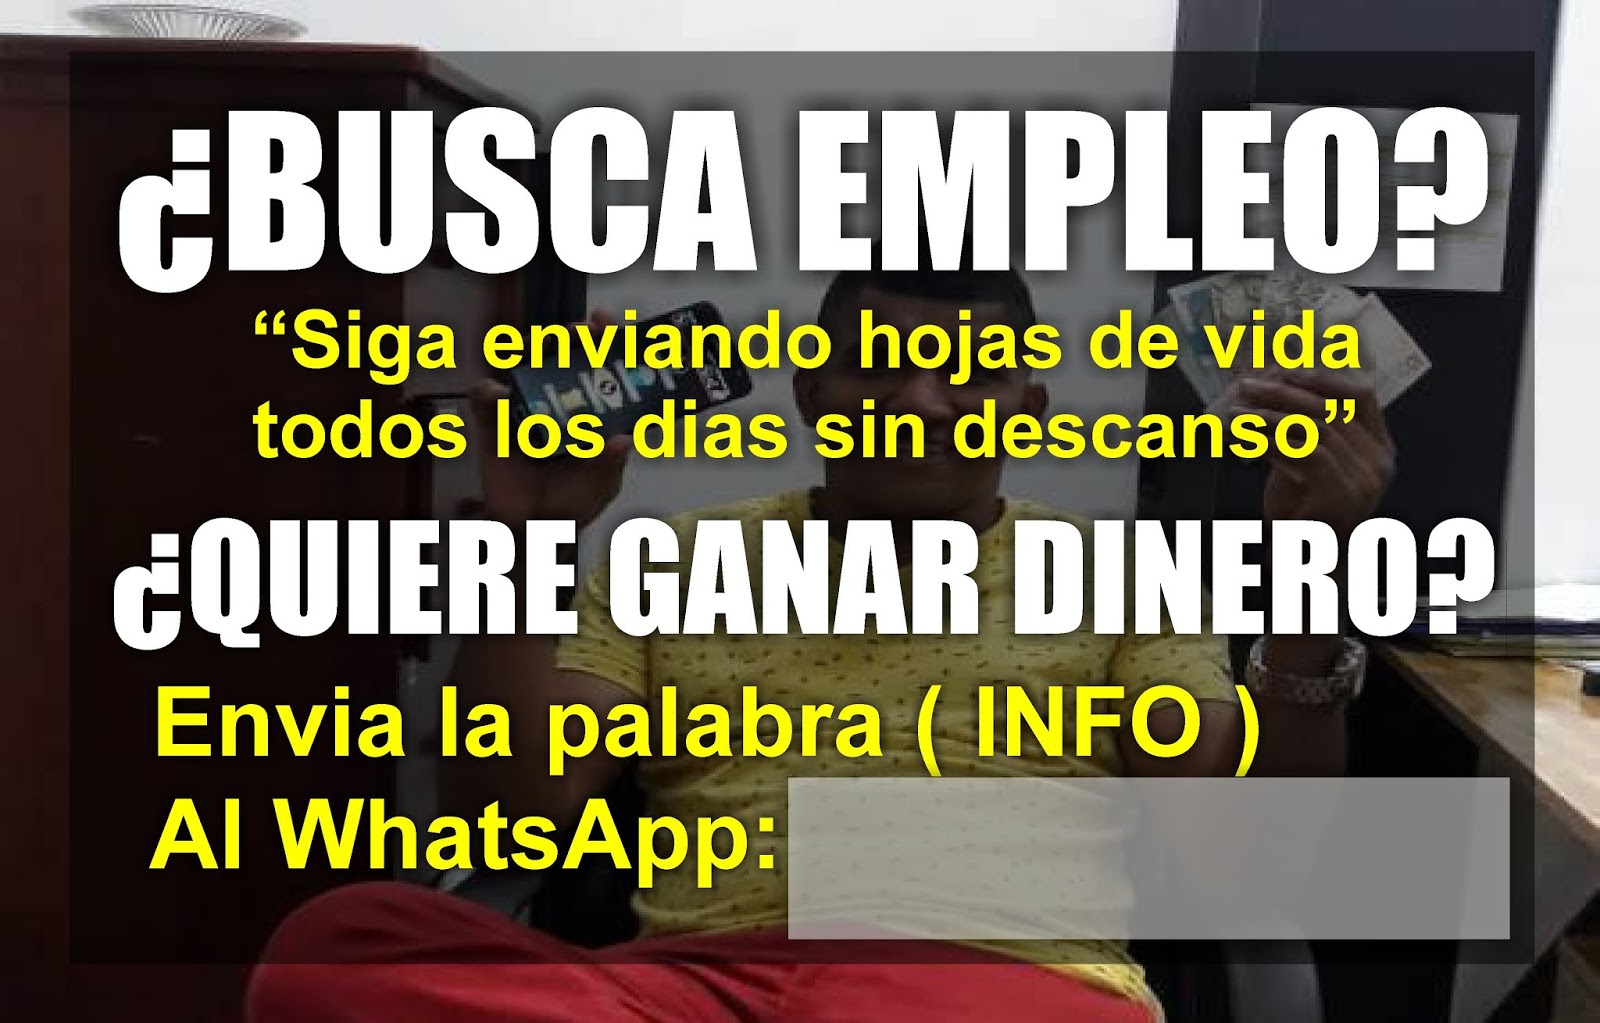 ¿BUSCA EMPLEO?
“Siga enviando hojas de vida
todos los dias sin descanso”
¿QUIERE GANAR DINERO?
Envia la palabra ( INFO )
Al WhatsApp: